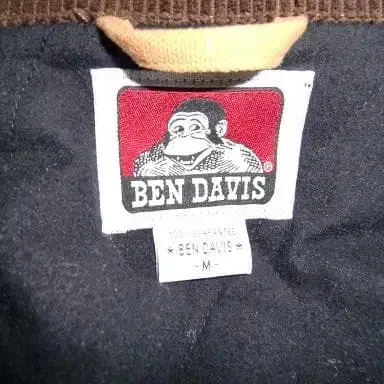 ®
BEN DAVIS
100% GUARANTEE
★ BEN DAVIS ★
- M -